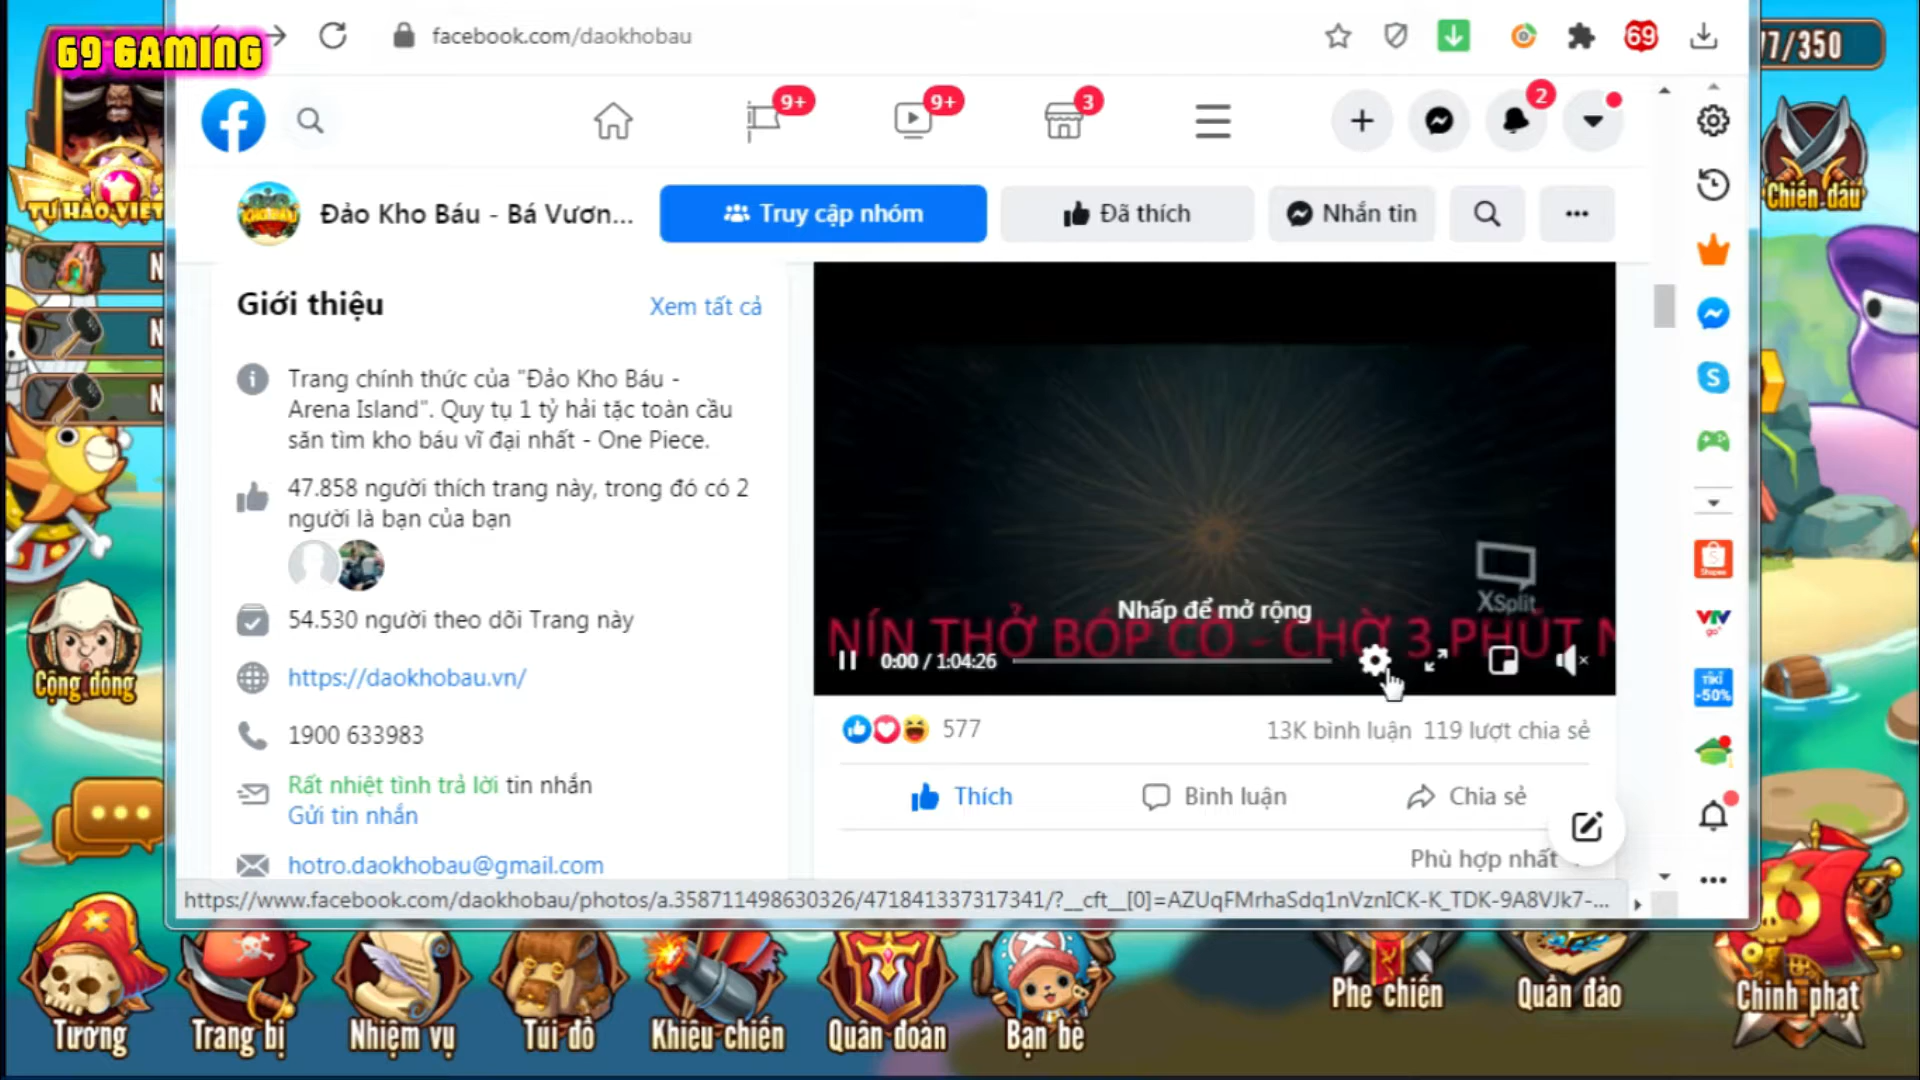 69 GAMING
facebook.com/daokhobau
69
7/350
9+
9+
3
2
Đảo Kho Báu - Bá Vươn...
Truy cập nhóm
Đã thích
Nhắn tin
Chiến đấu
TỰ HÀO VIỆT
N
N
N
Giới thiệu
Xem tất cả
Trang chính thức của "Đảo Kho Báu -
Arena Island". Quy tụ 1 tỷ hải tặc toàn cầu
săn tìm kho báu vĩ đại nhất - One Piece.
47.858 người thích trang này, trong đó có 2
người là bạn của bạn
54.530 người theo dõi Trang này
https://daokhobau.vn/
1900 633983
Rất nhiệt tình trả lời tin nhắn
Gửi tin nhắn
hotro.daokhobau@gmail.com
XSplit
Nhấp để mở rộng
NÍN THỞ BÓP CÒ - CHỜ 3 PHÚT N
0:00 / 1:04:26
577
13K bình luận 119 lượt chia sẻ
Thích
Bình luận
Chia sẻ
Phù hợp nhất
Shopee
VTV
go
TIKI
-50%
Cộng đồng
https://www.facebook.com/daokhobau/photos/a.358711498630326/471841337317341/?__cft__[0]=AZUqFMrhaSdq1nVznICK-K_TDK-9A8VJk7-...
Tướng
Trang bị
Nhiệm vụ
Túi đồ
Khiêu chiến
Quân đoàn
Bạn bè
Phe chiến
Quần đảo
Chinh phạt